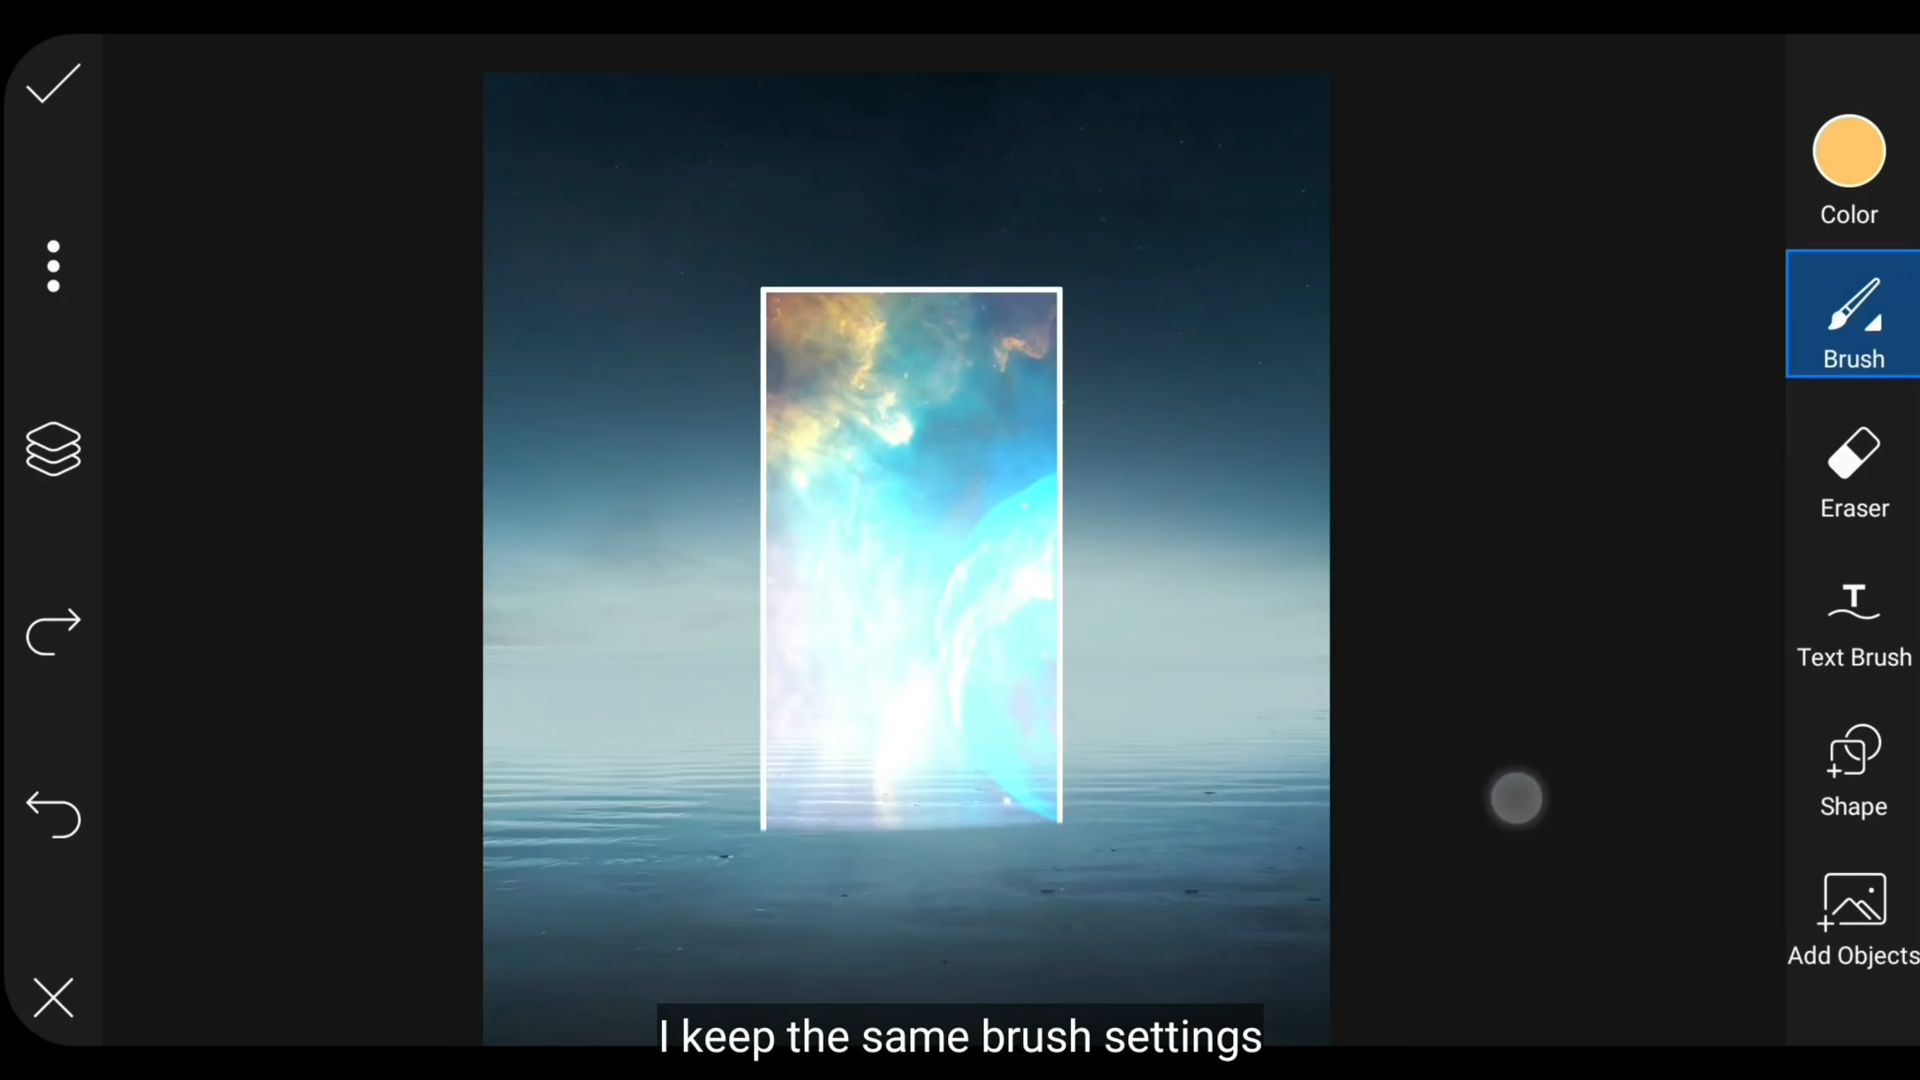 Color
Brush
Eraser
Text Brush
Shape
Add Objects
I keep the same brush settings